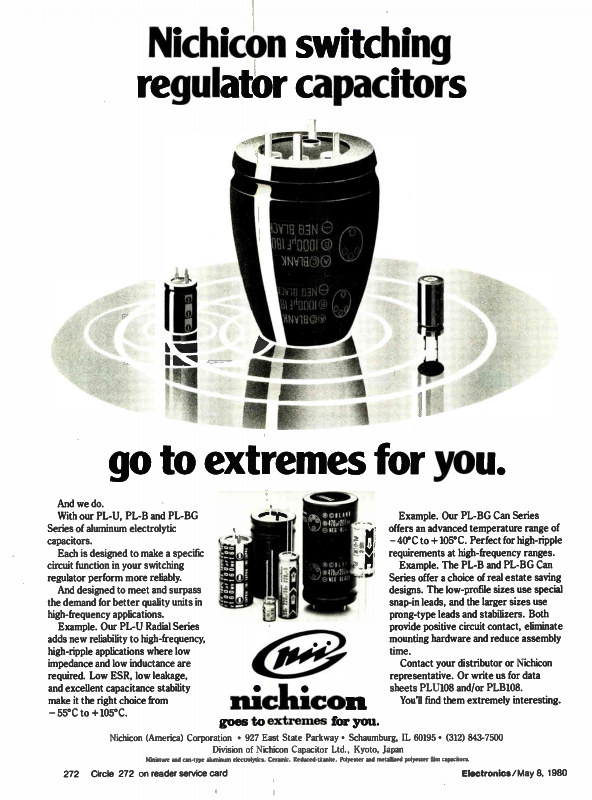 Nichicon switching
regulator capacitors
go to extremes for you.
And we do.
With our PL-U, PL-B and PL-BG
Series of aluminum electrolytic
capacitors.
Each is designed to make a specific
circuit function in your switching
regulator perform more reliably.
And designed to meet and surpass
the demand for better quality units in
high-frequency applications.
Example. Our PL-U Radial Series
adds new reliability to high-frequency,
high-ripple applications where low
impedance and low inductance are
required. Low ESR, low leakage,
and excellent capacitance stability
make it the right choice from
−55°C to +105°C.
Example. Our PL-BG Can Series
offers an advanced temperature range of
−40°C to +105°C. Perfect for high-ripple
requirements at high-frequency ranges.
Example. The PL-B and PL-BG Can
Series offer a choice of real estate saving
designs. The low-profile sizes use special
snap-in leads, and the larger sizes use
prong-type leads and stabilizers. Both
provide positive circuit contact, eliminate
mounting hardware and reduce assembly
time.
Contact your distributor or Nichicon
representative. Or write us for data
sheets PLU108 and/or PLB108.
You'll find them extremely interesting.
nichicon
goes to extremes for you.
Nichicon (America) Corporation • 927 East State Parkway • Schaumburg, IL 60195 • (312) 843-7500
Division of Nichicon Capacitor Ltd., Kyoto, Japan
Miniature and can-type aluminum electrolytics. Ceramic. Reduced-titanate. Polyester and metallized polyester film capacitors.
272 Circle 272 on reader service card
Electronics/May 8, 1980